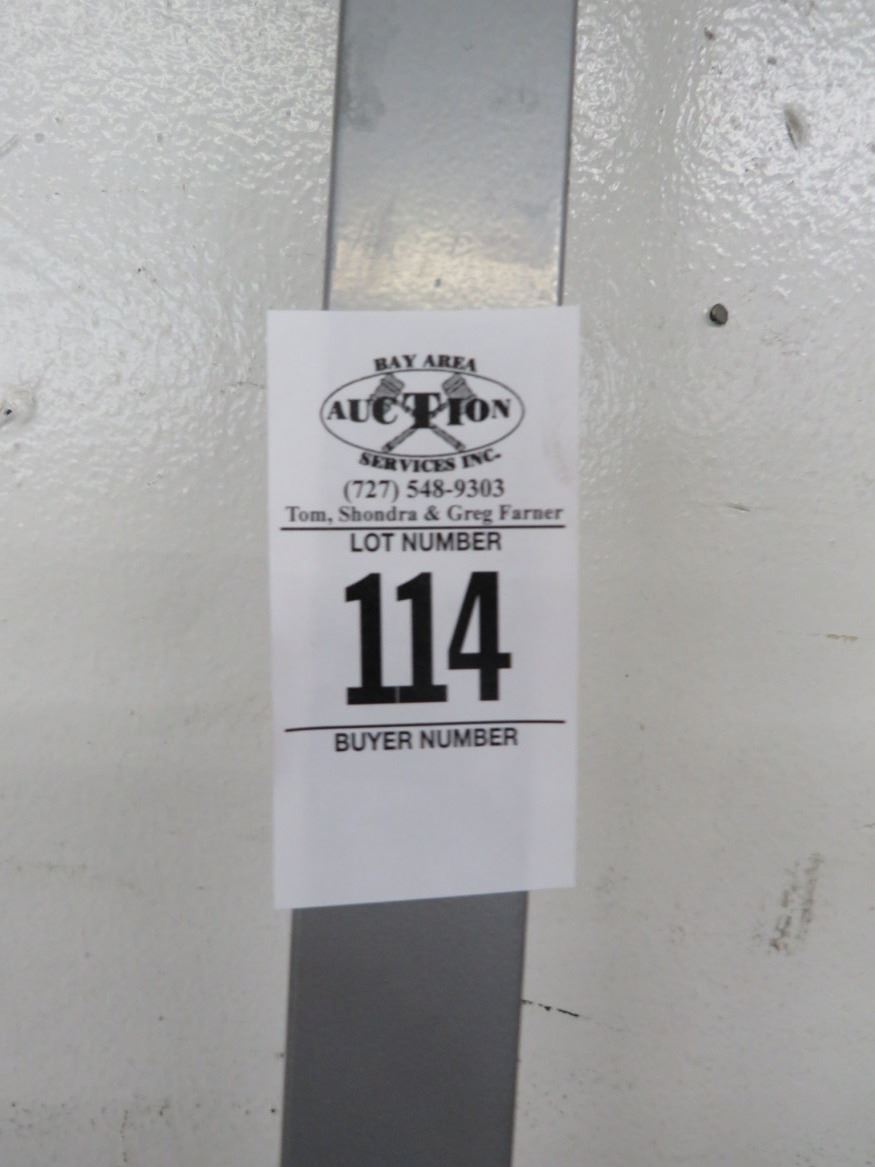 BAY AREA
AUCTION
SERVICES INC.
(727) 548-9303
Tom, Shondra & Greg Farner
LOT NUMBER
114
BUYER NUMBER